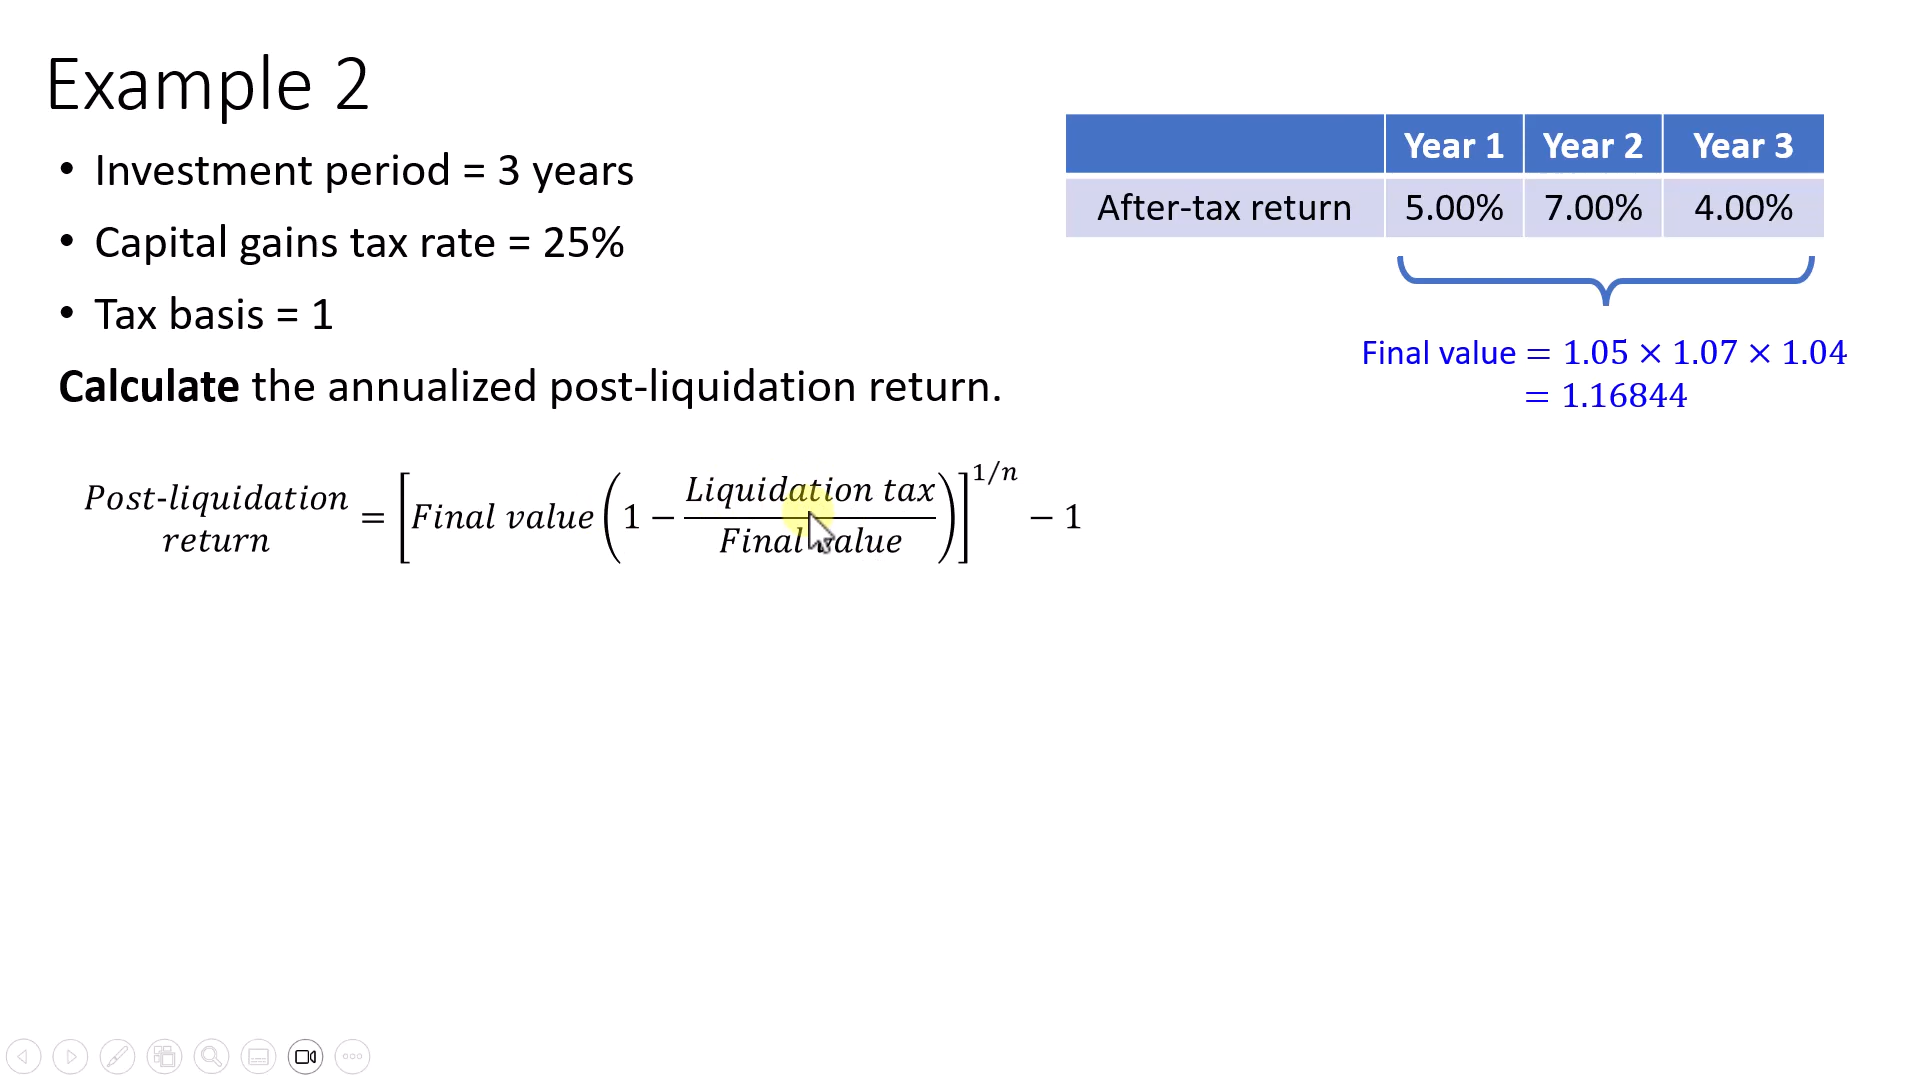 Example 2
• Investment period = 3 years
• Capital gains tax rate = 25%
• Tax basis = 1
Calculate the annualized post-liquidation return.
Year 1 Year 2 Year 3
After-tax return 5.00% 7.00% 4.00%
Final value = 1.05 × 1.07 × 1.04
= 1.16844
Post-liquidation return = [Final value (1 − Liquidation tax / Final value)]^1/n − 1